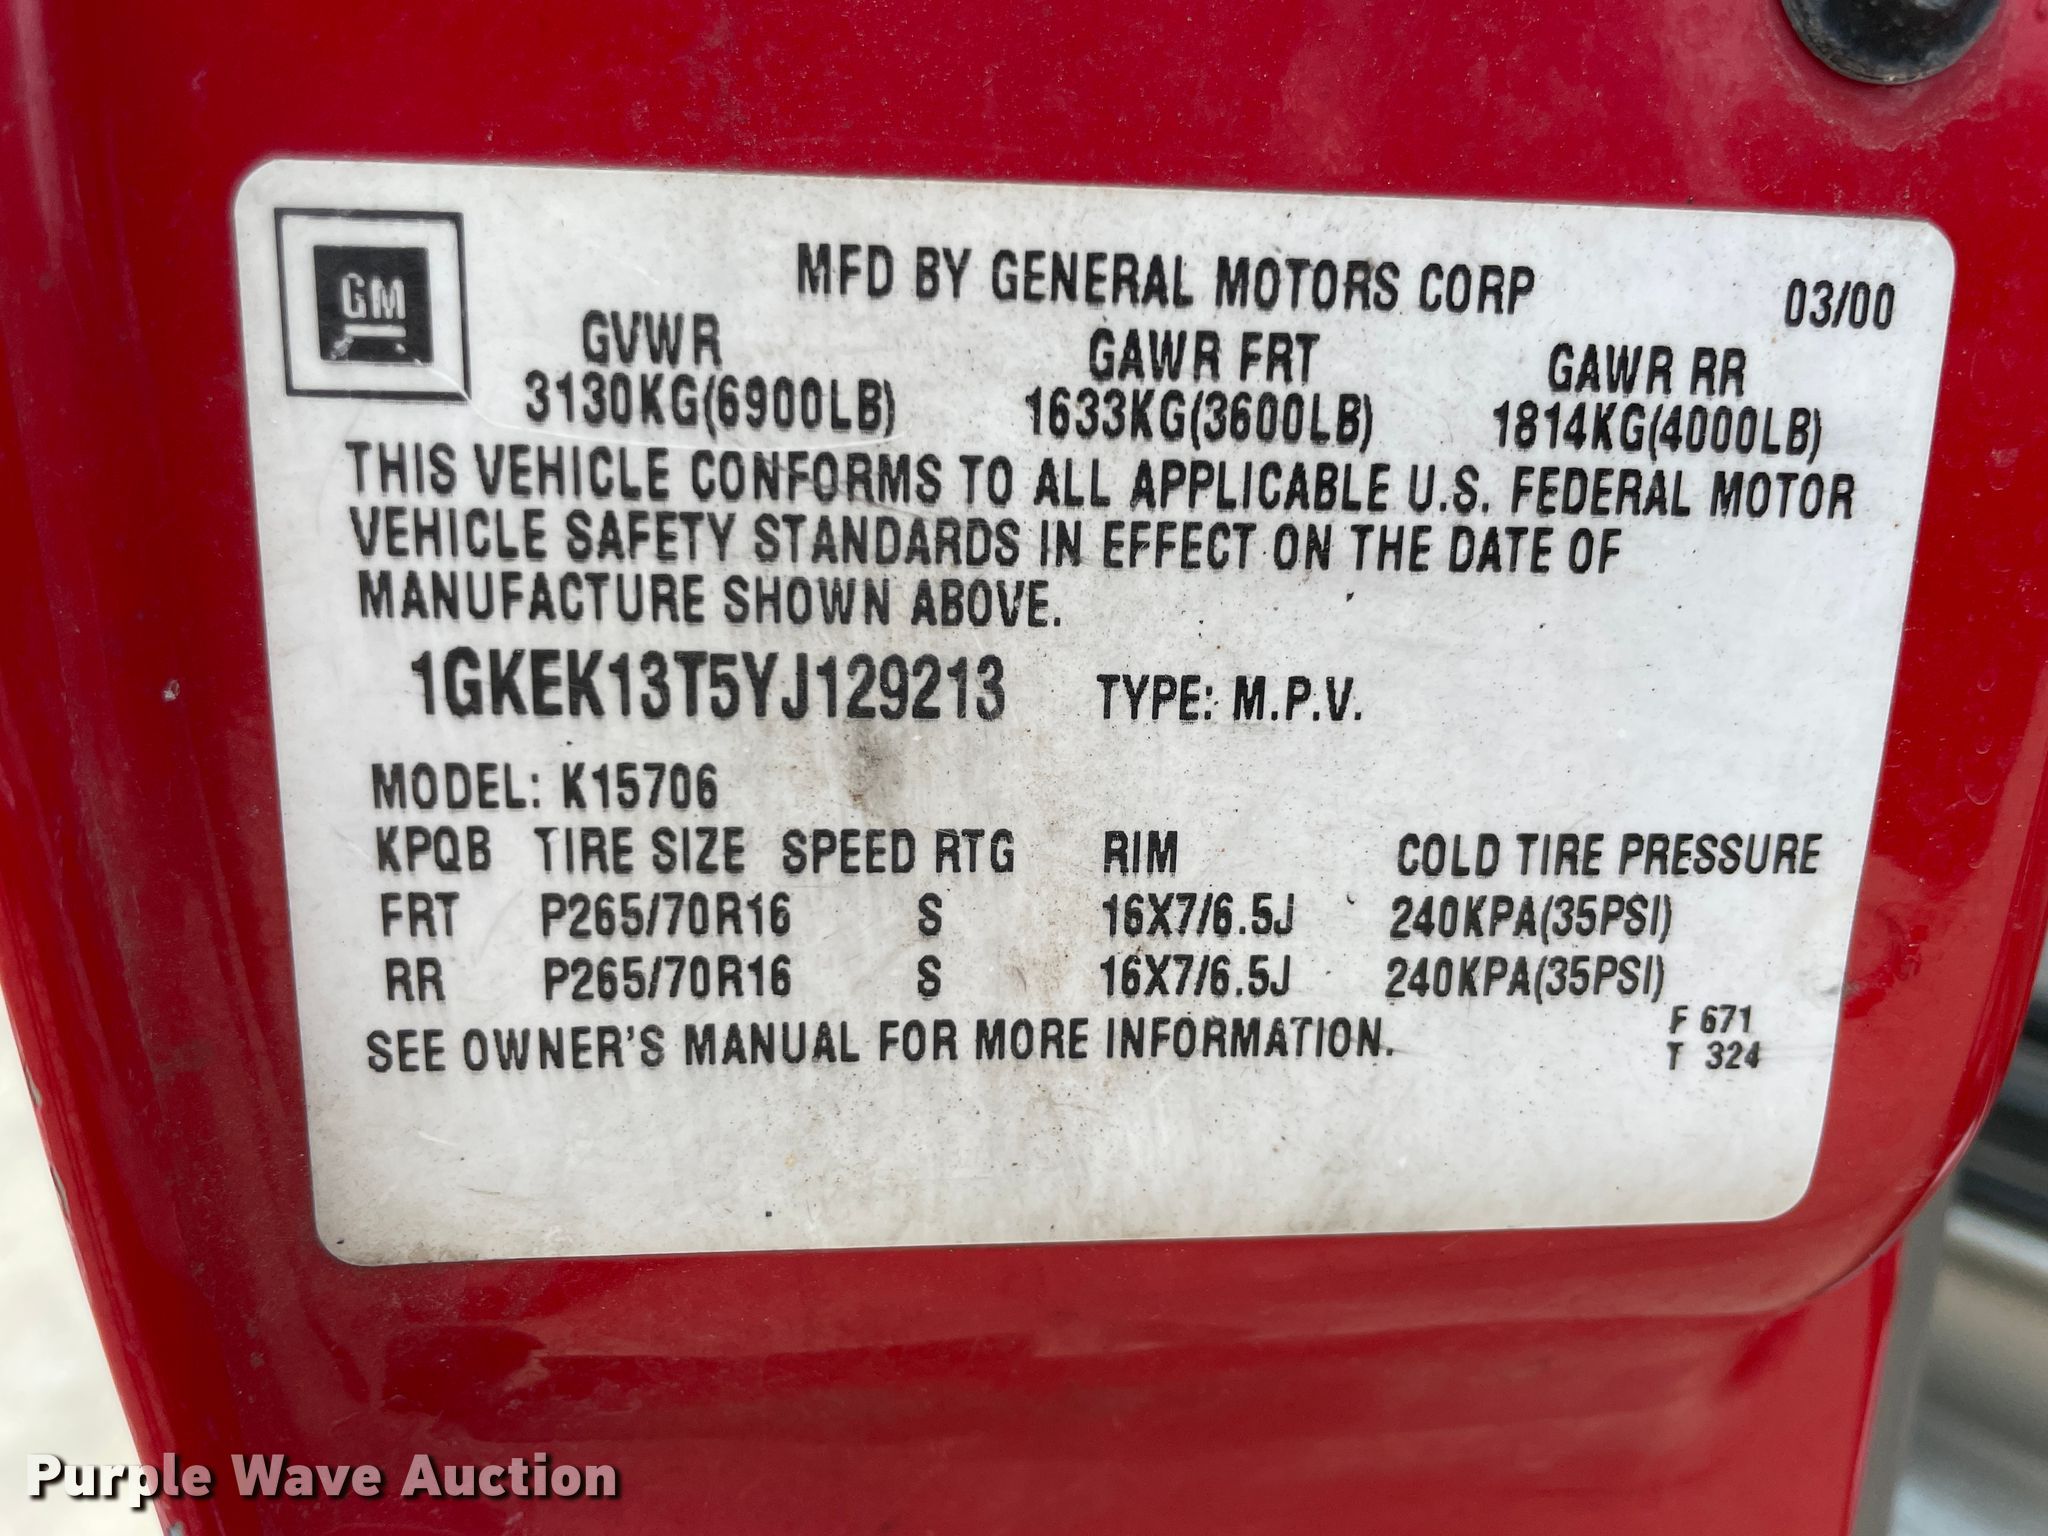 GM
MFD BY GENERAL MOTORS CORP 03/00
GVWR GAWR FRT GAWR RR
3130KG(6900LB) 1633KG(3600LB) 1814KG(4000LB)
THIS VEHICLE CONFORMS TO ALL APPLICABLE U.S. FEDERAL MOTOR
VEHICLE SAFETY STANDARDS IN EFFECT ON THE DATE OF
MANUFACTURE SHOWN ABOVE.
1GKEK13T5YJ129213 TYPE: M.P.V.
MODEL: K15706
KPQB TIRE SIZE SPEED RTG RIM COLD TIRE PRESSURE
FRT P265/70R16 S 16X7/6.5J 240KPA(35PSI)
RR P265/70R16 S 16X7/6.5J 240KPA(35PSI)
SEE OWNER'S MANUAL FOR MORE INFORMATION.
F 671
T 324
Purple Wave Auction